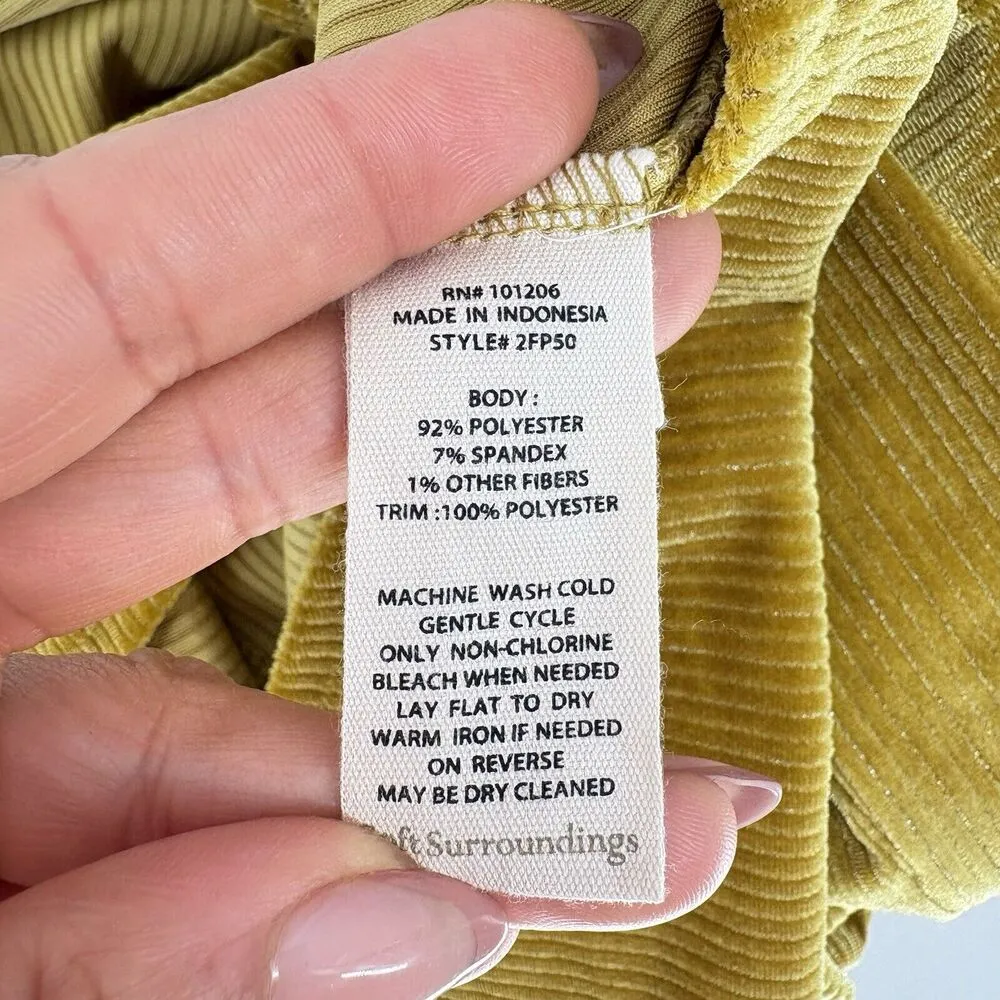 RN# 101206
MADE IN INDONESIA
STYLE# 2FP50
BODY :
92% POLYESTER
7% SPANDEX
1% OTHER FIBERS
TRIM :100% POLYESTER
MACHINE WASH COLD
GENTLE CYCLE
ONLY NON-CHLORINE
BLEACH WHEN NEEDED
LAY FLAT TO DRY
WARM IRON IF NEEDED
ON REVERSE
MAY BE DRY CLEANED
Soft Surroundings